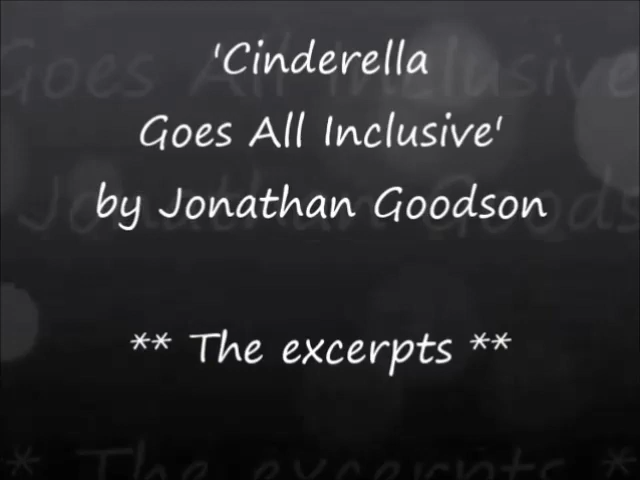 'Cinderella
Goes All Inclusive'
by Jonathan Goodson
** The excerpts **